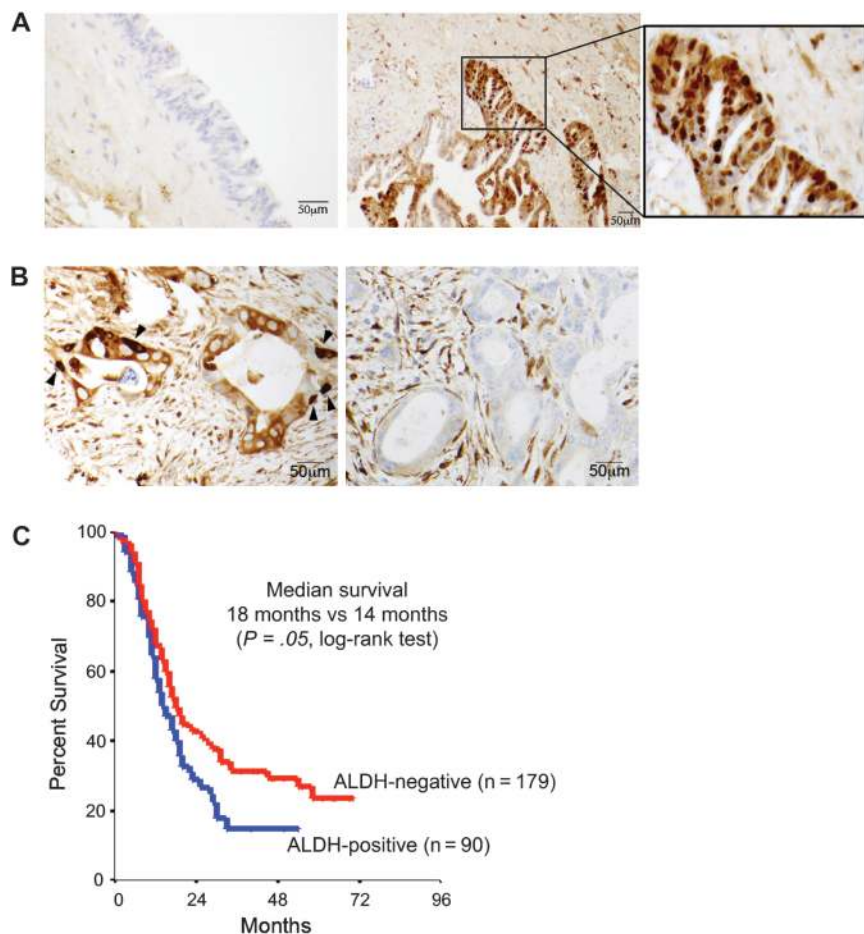 A
50µm
50µm
B
50µm
50µm
C
100
80
60
40
20
0
Percent Survival
Median survival
18 months vs 14 months
(P = .05, log-rank test)
ALDH-negative (n = 179)
ALDH-positive (n = 90)
0 24 48 72 96
Months